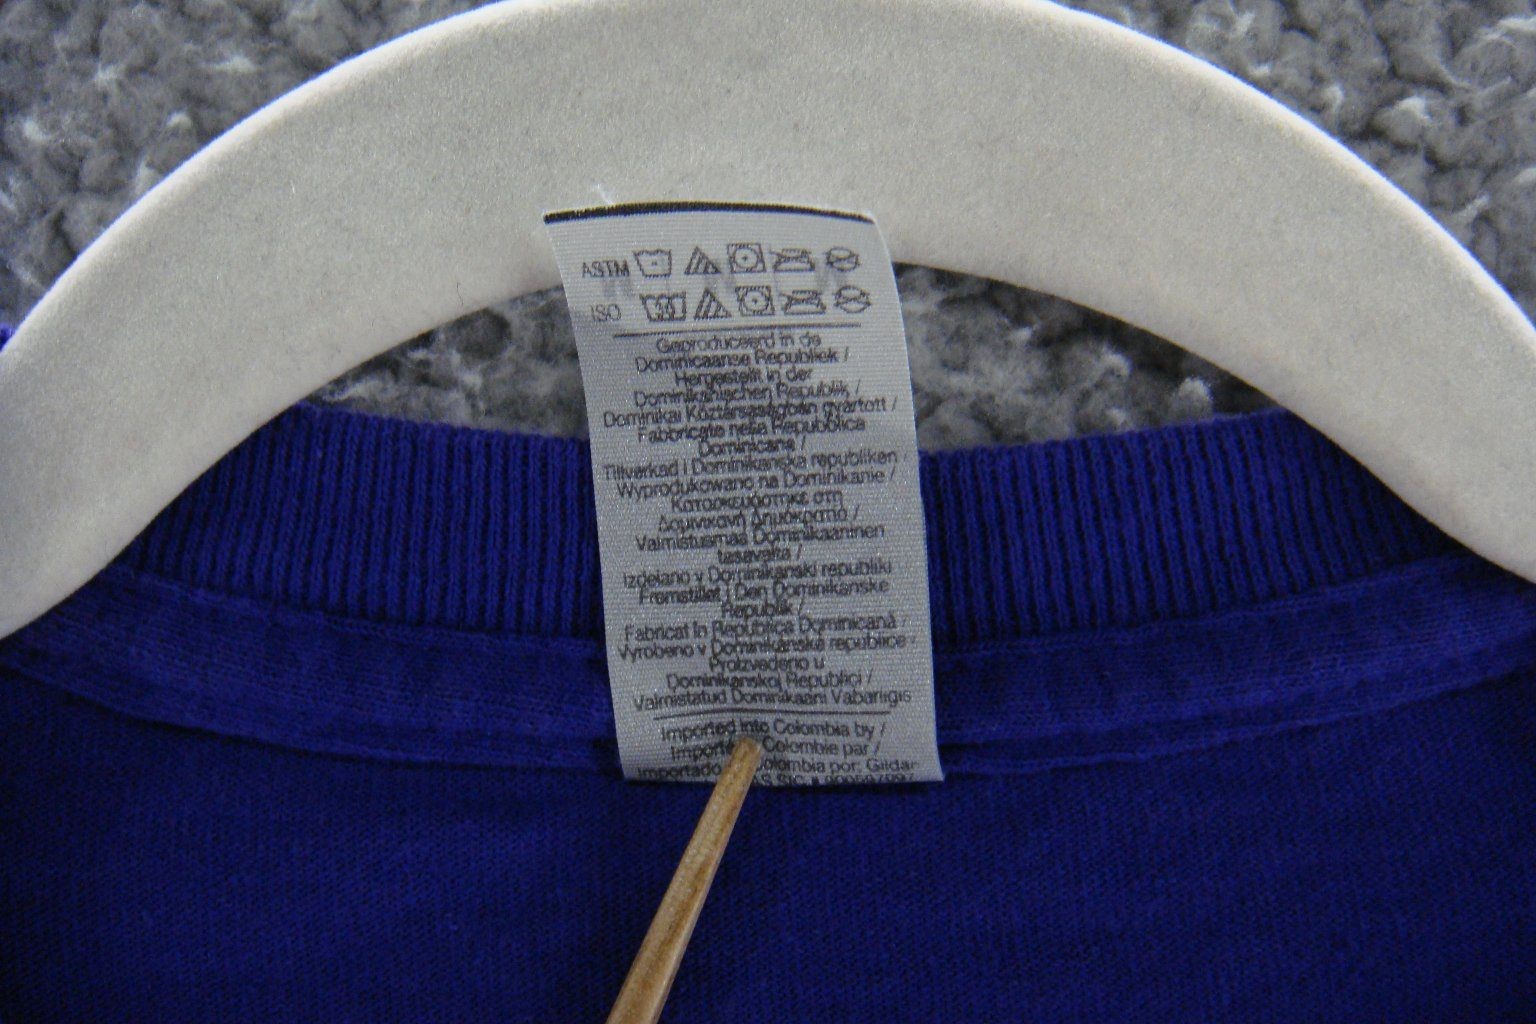 ASTM
ISO
Geproduceerd in de
Dominicaanse Republiek /
Hergestellt in der
Dominikanischen Republik /
Dominikai Köztársaságban gyártott /
Fabbricata nella Repubblica
Dominicana /
Tillverkad i Dominikanska republiken
Wyprodukowano na Dominikanie /
Κατασκευάστηκε στη
Δομινικανή Δημοκρατία /
Valmistusmaa Dominikaaninen
tasavalta /
Izdelano v Dominikanski republiki
Fremstillet i Den Dominikanske
Republik /
Fabricat în Republica Dominicană
Vyrobeno v Dominikánské republice
Proizvedeno u
Dominikanskoj Republici /
Valmistatud Dominikaani Vabariigis
Imported into Colombia by /
Colombie par /
Importado por: Gildan
SIC #